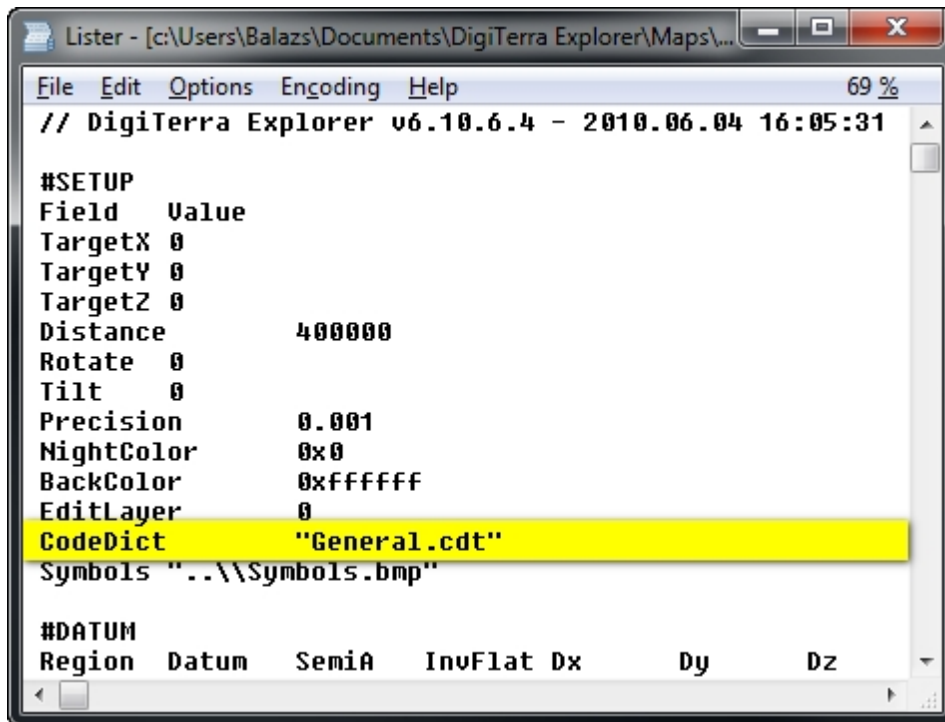 Lister - [c:\Users\Balazs\Documents\DigiTerra Explorer\Maps\...
File Edit Options Encoding Help 69 %
// DigiTerra Explorer v6.10.6.4 - 2010.06.04 16:05:31
#SETUP
Field Value
TargetX 0
TargetY 0
TargetZ 0
Distance 400000
Rotate 0
Tilt 0
Precision 0.001
NightColor 0x0
BackColor 0xffffff
EditLayer 0
CodeDict "General.cdt"
Symbols "..\\Symbols.bmp"
#DATUM
Region Datum SemiA InvFlat Dx Dy Dz